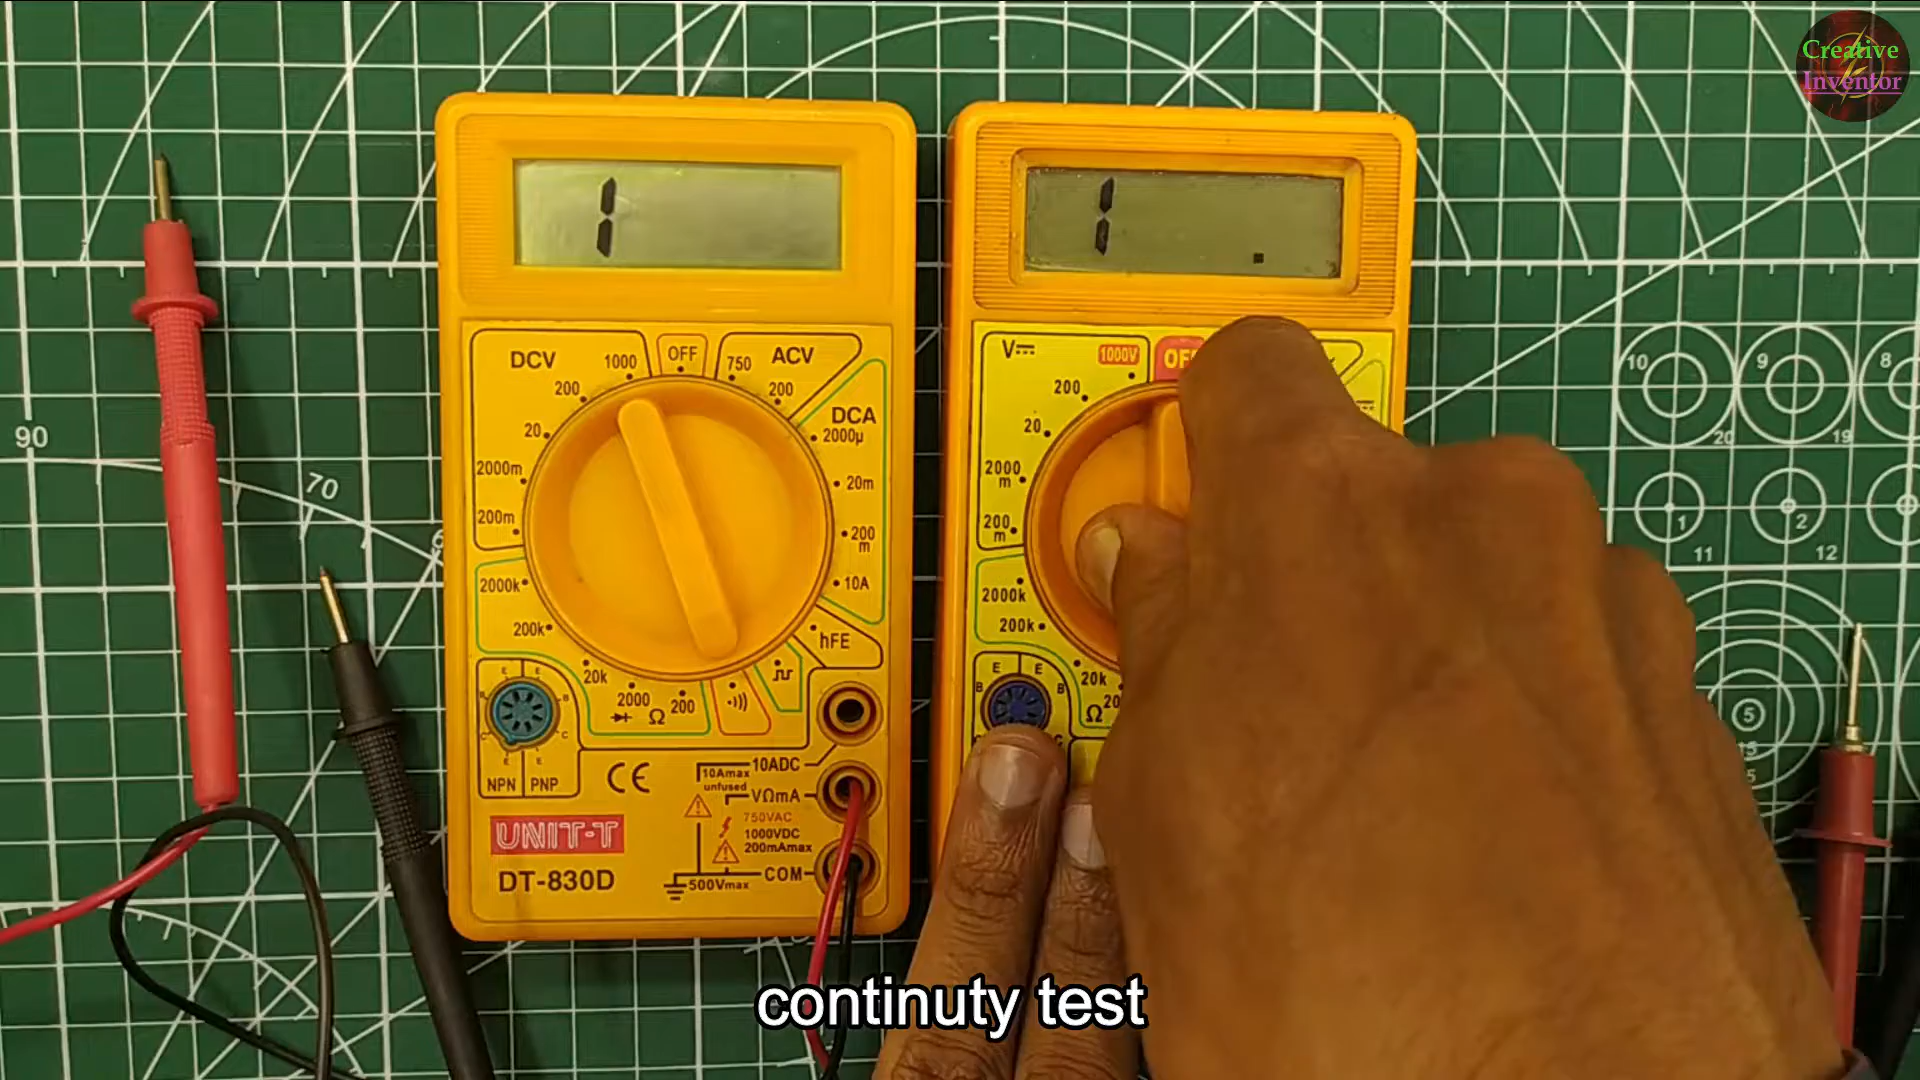 Creative
Inventor
1
1 .
DCV
1000
OFF
750
ACV
200
200
20
DCA
2000µ
2000m
20m
200m
200
m
2000k
10A
200k
hFE
20k
2000
Ω
200
E E
B
B
C
C
E E
NPN PNP
CE
10Amax
unfused
10ADC
VΩmA
750VAC
1000VDC
200mAmax
COM
500Vmax
UNIT-T
DT-830D
V
1000V
OFF
200
20
2000
m
200
m
2000k
200k
20k
Ω
E E
B
B
90
70
10
9
8
20
19
1
2
11
12
5
15
continuty test